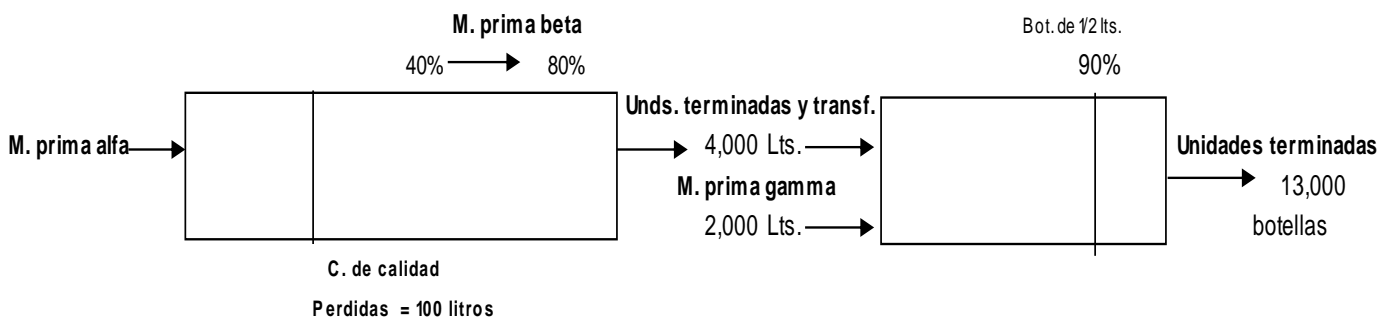 M. prima beta
40% 80%
Bot. de 1/2 lts.
90%
M. prima alfa
Unds. terminadas y transf.
4,000 Lts.
M. prima gamma
2,000 Lts.
Unidades terminadas
13,000
botellas
C. de calidad
Perdidas = 100 litros